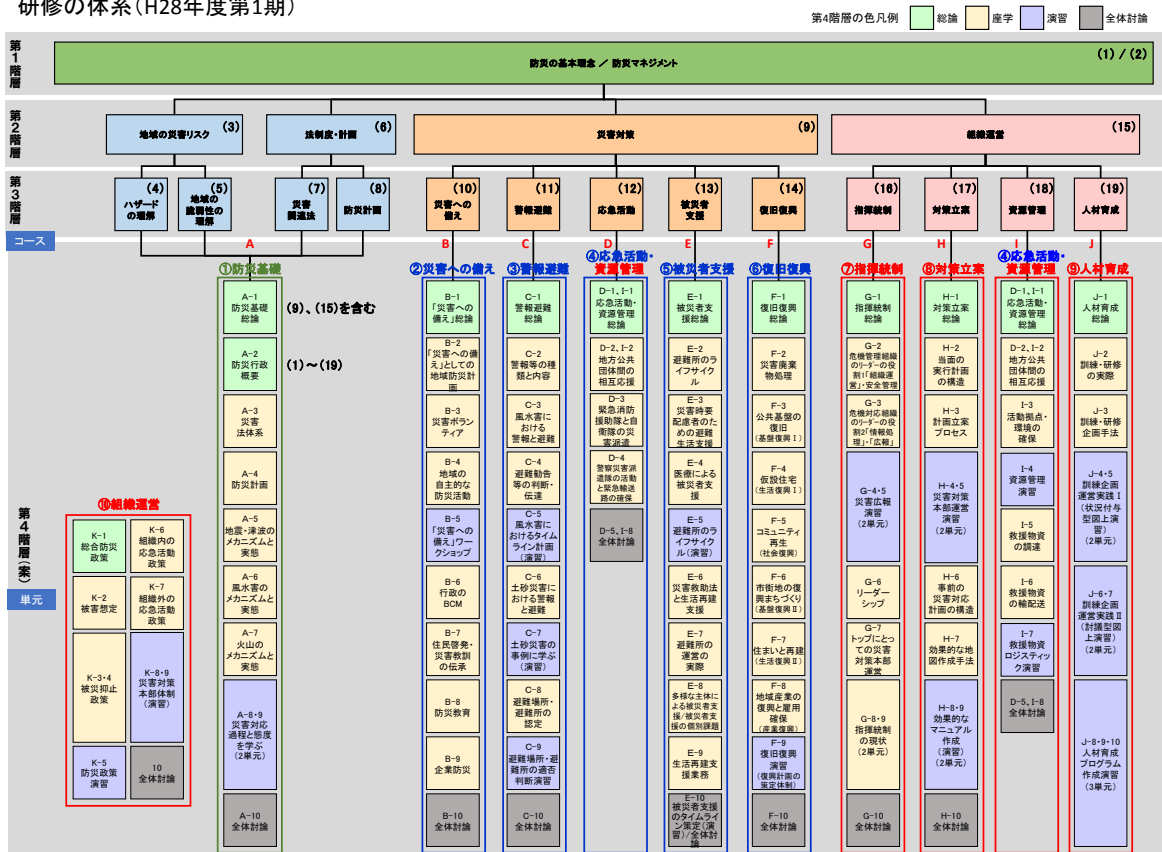 研修の体系(H28年度第1期)
第4階層の色凡例
総論
座学
演習
全体討論
第1階層
防災の基本理念 ／ 防災マネジメント
(1) / (2)
第2階層
地域の災害リスク
(3)
法制度・計画
(6)
災害対策
(9)
組織運営
(15)
第3階層
(4)
ハザード
の理解
(5)
地域の
脆弱性の
理解
(7)
災害
関連法
(8)
防災計画
(10)
災害への
備え
(11)
警報避難
(12)
応急活動
(13)
被災者
支援
(14)
復旧復興
(16)
指揮統制
(17)
対策立案
(18)
資源管理
(19)
人材育成
コース
A
B
C
D
E
F
G
H
I
J
①防災基礎
②災害への備え
③警報避難
④応急活動・
資源管理
⑤被災者支援
⑥復旧復興
⑦指揮統制
⑧対策立案
④応急活動・
資源管理
⑨人材育成
第4階層(案)
単元
⑩組織運営
K-1
総合防災
政策
K-2
被害想定
K-3・4
被災抑止
政策
K-5
防災政策
演習
K-6
組織内の
応急活動
政策
K-7
組織外の
応急活動
政策
K-8・9
災害対策
本部体制
(演習)
10
全体討論
A-1
防災基礎
総論
(9)、(15)を含む
A-2
防災行政
概要
(1)～(19)
A-3
災害
法体系
A-4
防災計画
A-5
地震・津波の
メカニズムと
実態
A-6
風水害の
メカニズムと
実態
A-7
火山の
メカニズムと
実態
A-8・9
災害対応
過程と態度
を学ぶ
(2単元)
A-10
全体討論
B-1
「災害への
備え」総論
B-2
「災害への備
え」としての
地域防災計
画
B-3
災害ボラン
ティア
B-4
地域の
自主的な
防災活動
B-5
「災害への
備え」ワー
クショップ
B-6
行政の
BCM
B-7
住民啓発・
災害教訓
の伝承
B-8
防災教育
B-9
企業防災
B-10
全体討論
C-1
警報避難
総論
C-2
警報等の種
類と内容
C-3
風水害に
おける
警報と避難
C-4
避難勧告
等の判断・
伝達
C-5
風水害に
おけるタイム
ライン計画
(演習)
C-6
土砂災害に
おける警報
と避難
C-7
土砂災害の
事例に学ぶ
(演習)
C-8
避難場所・
避難所の
認定
C-9
避難場所・避
難所の適否
判断演習
C-10
全体討論
D-1、I-1
応急活動・
資源管理
総論
D-2、I-2
地方公共
団体間の
相互応援
D-3
緊急消防
援助隊と自
衛隊の災
害派遣
D-4
警察災害派
遣隊の活動
と緊急輸送
路の確保
D-5、I-8
全体討論
E-1
被災者支
援総論
E-2
避難所のラ
イフサイク
ル
E-3
災害時要
配慮者のた
めの避難
生活支援
E-4
医療による
被災者支
援
E-5
避難所のラ
イフサイク
ル(演習)
E-6
災害救助法
と生活再建
支援
E-7
避難所の
運営の
実際
E-8
多様な主体に
よる被災者支
援/被災者支
援の個別課題
E-9
生活再建支
援業務
E-10
被災者支援
のタイムライ
ン策定(演
習)/全体討
論
F-1
復旧復興
総論
F-2
災害廃棄
物処理
F-3
公共基盤の
復旧
(基盤復興Ⅰ)
F-4
仮設住宅
(生活復興Ⅰ)
F-5
コミュニティ
再生
(社会復興)
F-6
市街地の復
興まちづくり
(基盤復興Ⅱ)
F-7
住まいと再建
(生活復興Ⅱ)
F-8
地域産業の
復興と雇用
確保
(産業復興)
F-9
復旧復興
演習
(復興計画の
策定体制)
F-10
全体討論
G-1
指揮統制
総論
G-2
危機管理組織
のリーダーの役
割1「組織運
営」・安全管理
G-3
危機対応組織
のリーダーの役
割2「情報処
理」・「広報」
G-4・5
災害広報
演習
(2単元)
G-6
リーダー
シップ
G-7
トップにとっ
ての災害
対策本部
運営
G-8・9
指揮統制
の現状
(2単元)
G-10
全体討論
H-1
対策立案
総論
H-2
当面の
実行計画
の構造
H-3
計画立案
プロセス
H-4・5
災害対策
本部運営
演習
(2単元)
H-6
事前の
災害対応
計画の構造
H-7
効果的な地
図作成手法
H-8・9
効果的な
マニュアル
作成
(演習)
(2単元)
H-10
全体討論
D-1、I-1
応急活動・
資源管理
総論
D-2、I-2
地方公共
団体間の
相互応援
I-3
活動拠点・
環境の
確保
I-4
資源管理
演習
I-5
救援物資
の調達
I-6
救援物資
の輸配送
I-7
救援物資
ロジスティッ
ク演習
D-5、I-8
全体討論
J-1
人材育成
総論
J-2
訓練・研修
の実際
J-3
訓練・研修
企画手法
J-4・5
訓練企画
運営実践Ⅰ
(状況付与
型図上演
習)
(2単元)
J-6・7
訓練企画
運営実践Ⅱ
(討議型図
上演習)
(2単元)
J-8・9・10
人材育成
プログラム
作成演習
(3単元)